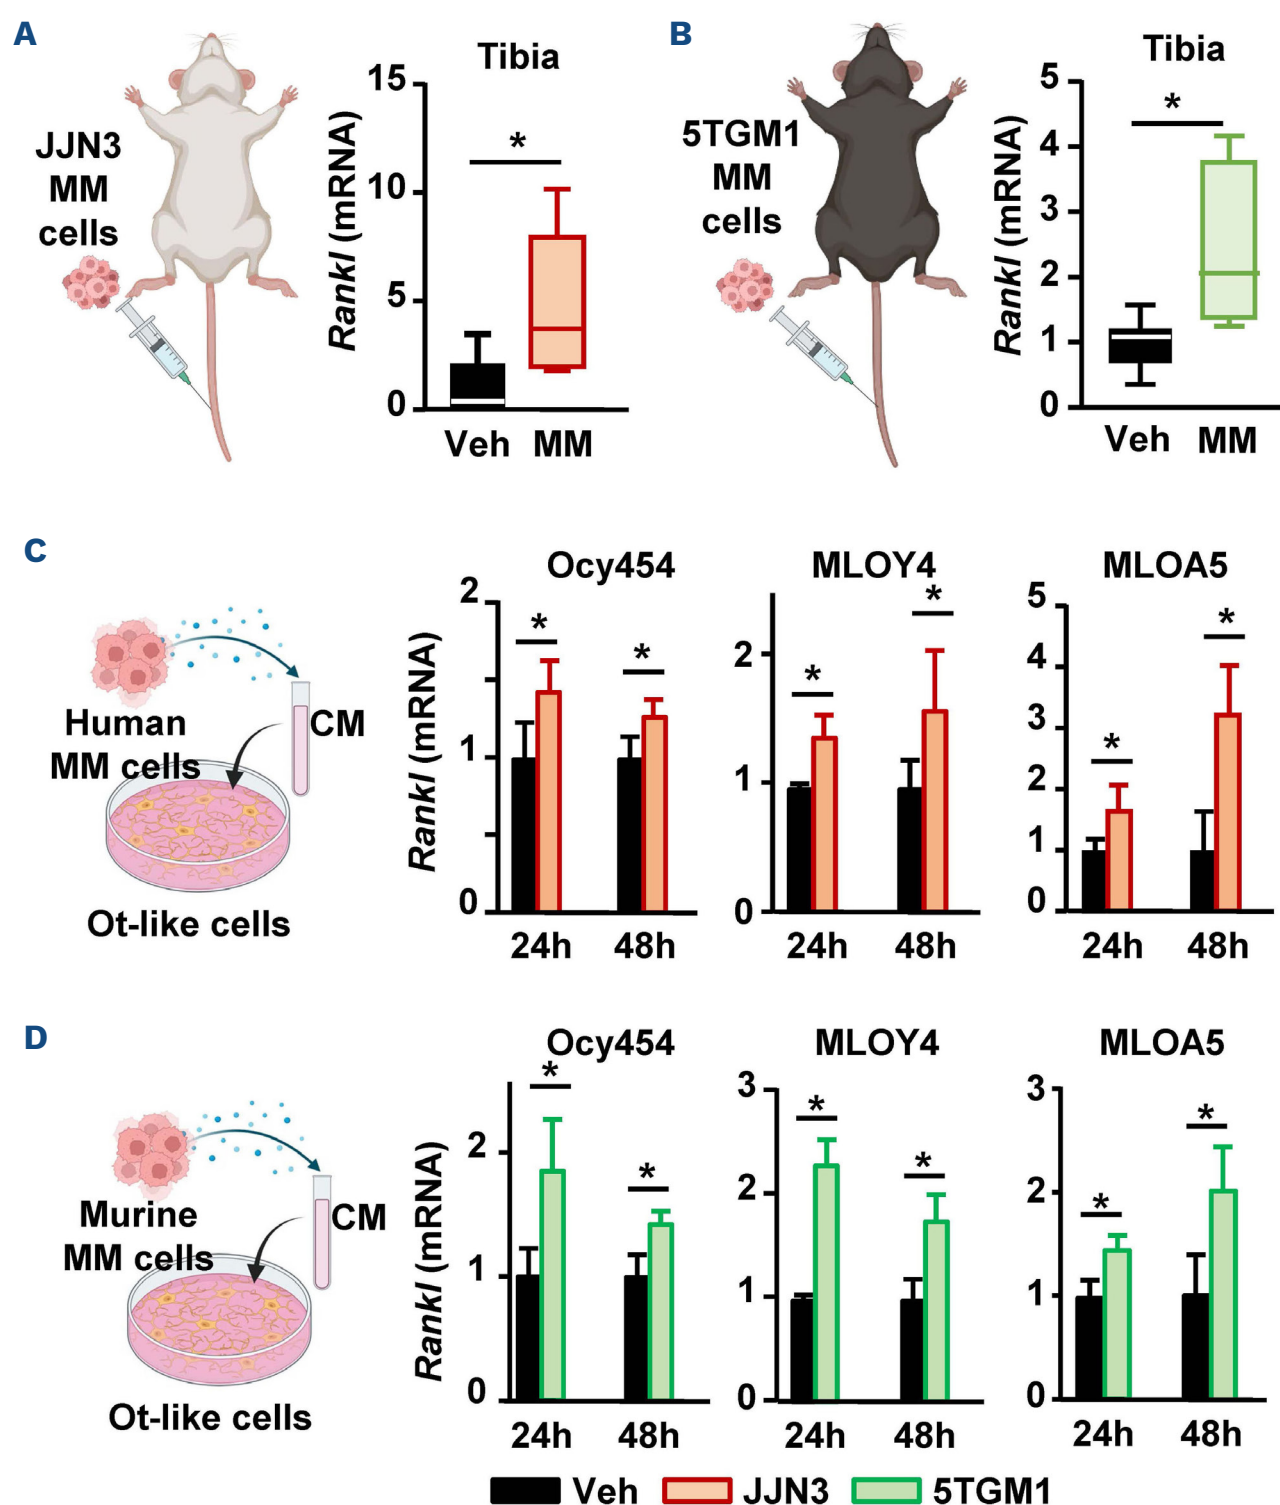 A
JJN3
MM
cells
Tibia
*
Rankl (mRNA)
15
10
5
0
Veh MM
B
5TGM1
MM
cells
Tibia
*
Rankl (mRNA)
5
4
3
2
1
0
Veh MM
C
Human
MM cells
CM
Ot-like cells
Ocy454
Rankl (mRNA)
2
1
0
*
*
24h 48h
MLOY4
2
1
0
*
*
24h 48h
MLOA5
5
4
3
2
1
0
*
*
24h 48h
D
Murine
MM cells
CM
Ot-like cells
Ocy454
Rankl (mRNA)
2
1
0
*
*
24h 48h
MLOY4
3
2
1
0
*
*
24h 48h
MLOA5
3
2
1
0
*
*
24h 48h
Veh JJN3 5TGM1